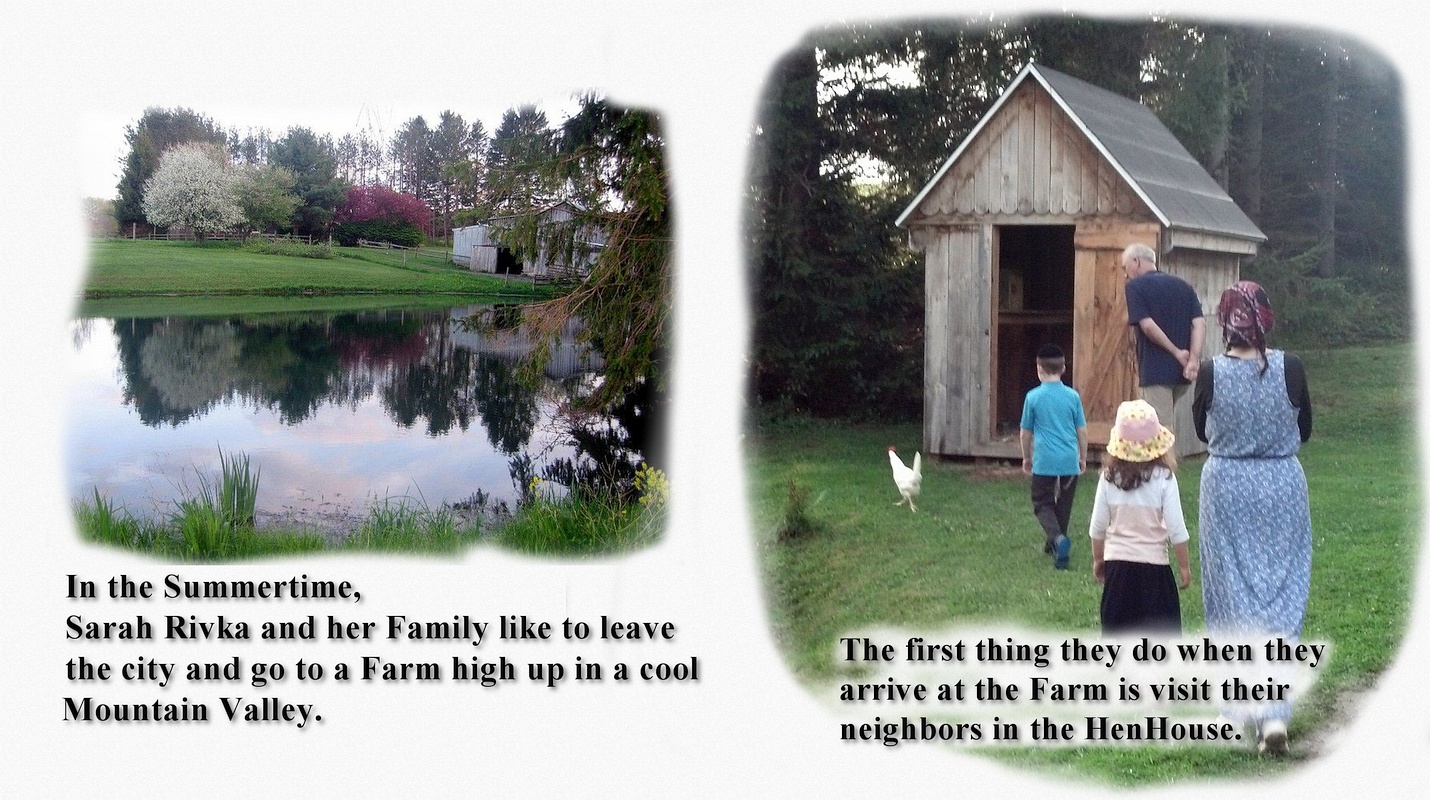 In the Summertime,
Sarah Rivka and her Family like to leave
the city and go to a Farm high up in a cool
Mountain Valley.
The first thing they do when they
arrive at the Farm is visit their
neighbors in the HenHouse.